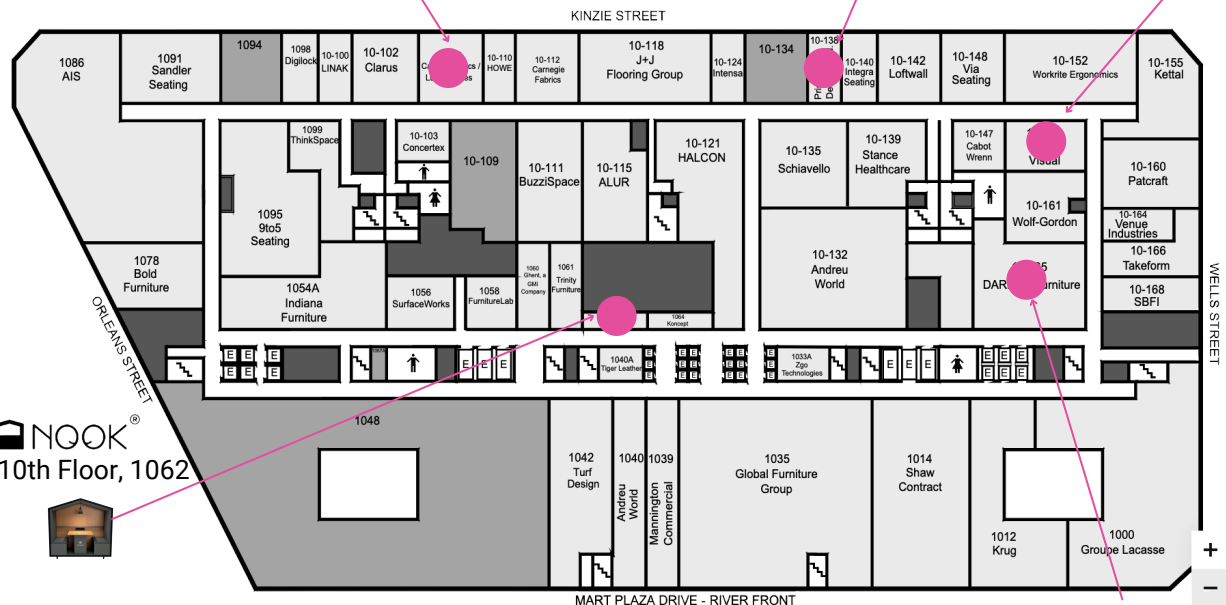 KINZIE STREET
1086
AIS
1091
Sandler
Seating
1094
1098
Digilock
10-100
LINAK
10-102
Clarus
10-110
HOWE
10-112
Carnegie
Fabrics
10-118
J+J
Flooring Group
10-124
Intensa
10-134
10-138
10-140
Integra
Seating
10-142
Loftwall
10-148
Via
Seating
10-152
Workrite Ergonomics
10-155
Kettal
1099
ThinkSpace
10-103
Concertex
10-109
10-111
BuzziSpace
10-115
ALUR
10-121
HALCON
10-135
Schiavello
10-139
Stance
Healthcare
10-147
Cabot
Wrenn
Visual
10-160
Patcraft
1095
9to5
Seating
10-161
Wolf-Gordon
10-164
Venue
Industries
10-166
Takeform
10-168
SBFI
1078
Bold
Furniture
1054A
Indiana
Furniture
1056
SurfaceWorks
1058
FurnitureLab
1060
Ghent, a
GMI
Company
1061
Trinity
Furniture
1064
Koncept
10-132
Andreu
World
ORLEANS STREET
WELLS STREET
E E E
E E E
1040A
Tiger Leather
1033A
Zgo
Technologies
NOOK®
10th Floor, 1062
1048
1042
Turf
Design
1040
Andreu
World
1039
Mannington
Commercial
1035
Global Furniture
Group
1014
Shaw
Contract
1012
Krug
1000
Groupe Lacasse
+
−
MART PLAZA DRIVE - RIVER FRONT